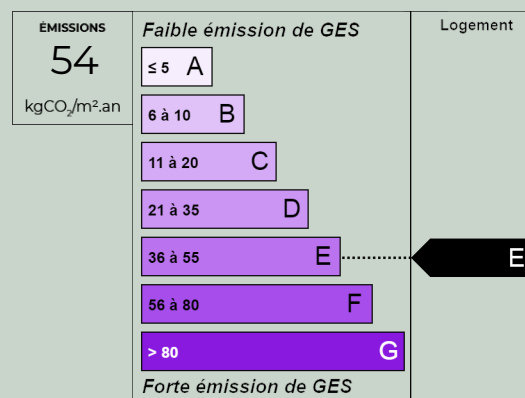 ÉMISSIONS
54
kgCO₂/m².an
Faible émission de GES
Logement
≤ 5 A
6 à 10 B
11 à 20 C
21 à 35 D
36 à 55 E
E
56 à 80 F
> 80 G
Forte émission de GES